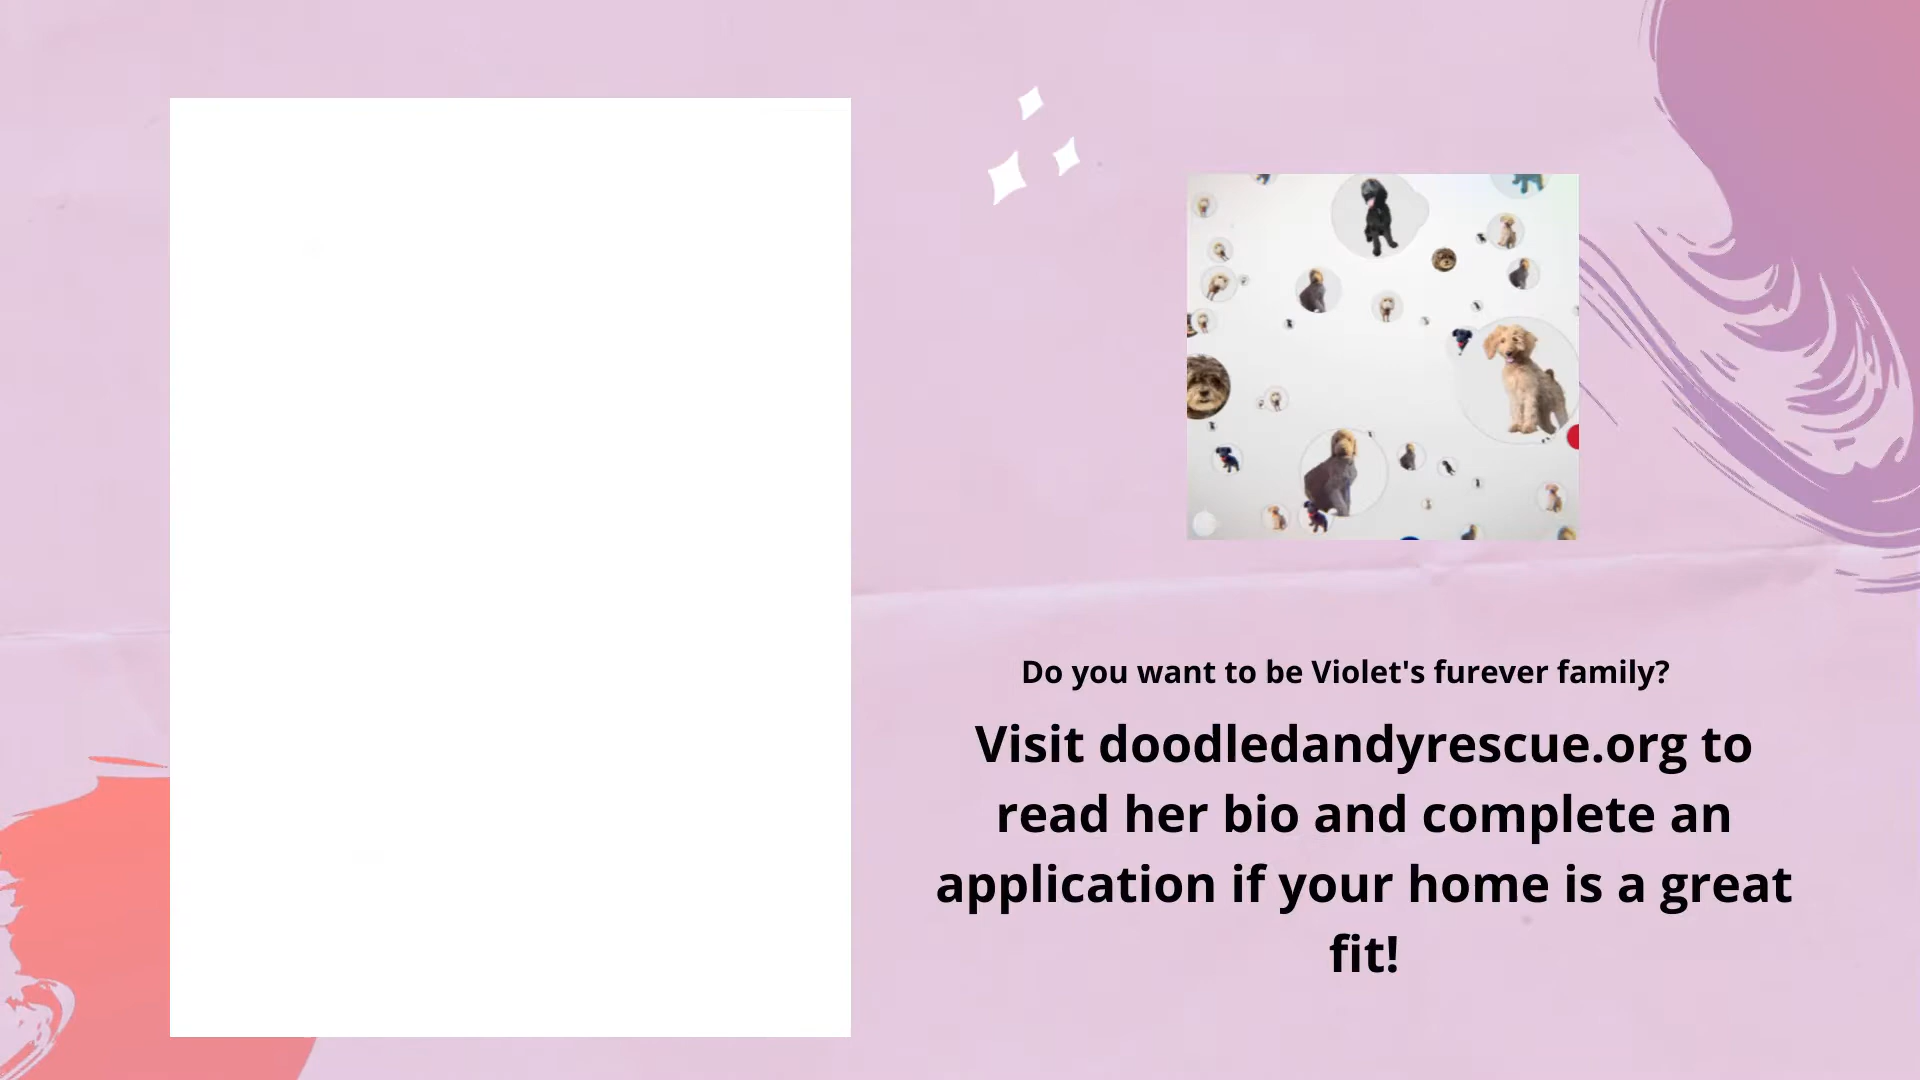 Do you want to be Violet's furever family?
Visit doodledandyrescue.org to
read her bio and complete an
application if your home is a great
fit!